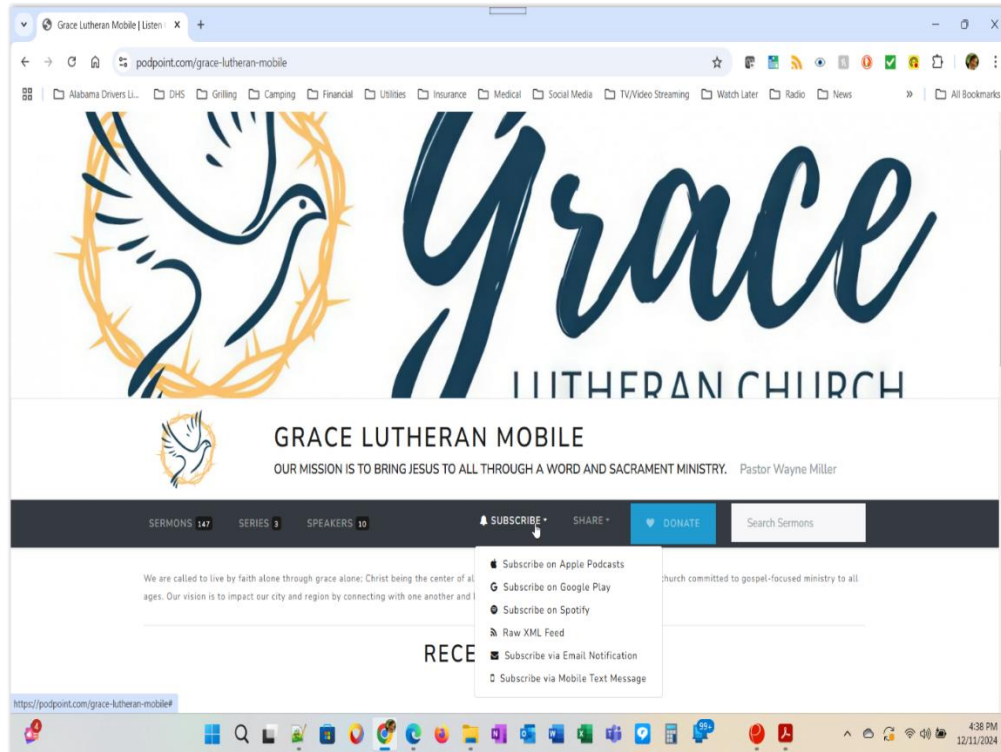 Grace Lutheran Mobile | Listen
podpoint.com/grace-lutheran-mobile
Alabama Drivers Li... DHS Grilling Camping Financial Utilities Insurance Medical Social Media TV/Video Streaming Watch Later Radio News » All Bookmarks
grace
LUTHERAN CHURCH
GRACE LUTHERAN MOBILE
OUR MISSION IS TO BRING JESUS TO ALL THROUGH A WORD AND SACRAMENT MINISTRY. Pastor Wayne Miller
SERMONS 147 SERIES 3 SPEAKERS 10 SUBSCRIBE SHARE DONATE Search Sermons
Subscribe on Apple Podcasts
Subscribe on Google Play
Subscribe on Spotify
Raw XML Feed
Subscribe via Email Notification
Subscribe via Mobile Text Message
We are called to live by faith alone through grace alone; Christ being the center of al
church committed to gospel-focused ministry to all
ages. Our vision is to impact our city and region by connecting with one another and
RECE
https://podpoint.com/grace-lutheran-mobile#
99+
4:38 PM
12/11/2024